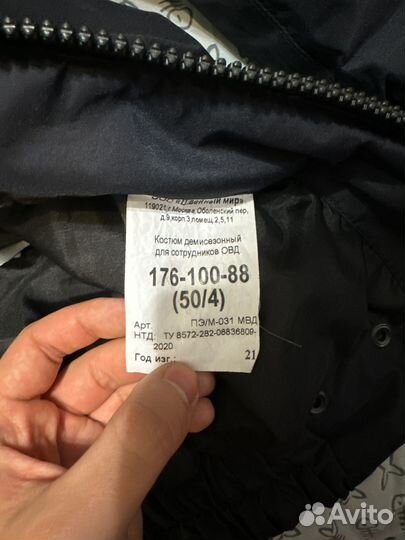 ООО «Швейный мир»
119021 г.Москва, Оболенский пер,
д.9,корп.3,помещ.2,5,11
Костюм демисезонный
для сотрудников ОВД
176-100-88
(50/4)
Арт. ПЭ/М-031 МВД
НТД: ТУ 8572-282-08836809-
2020
Год изг.: 21
Avito